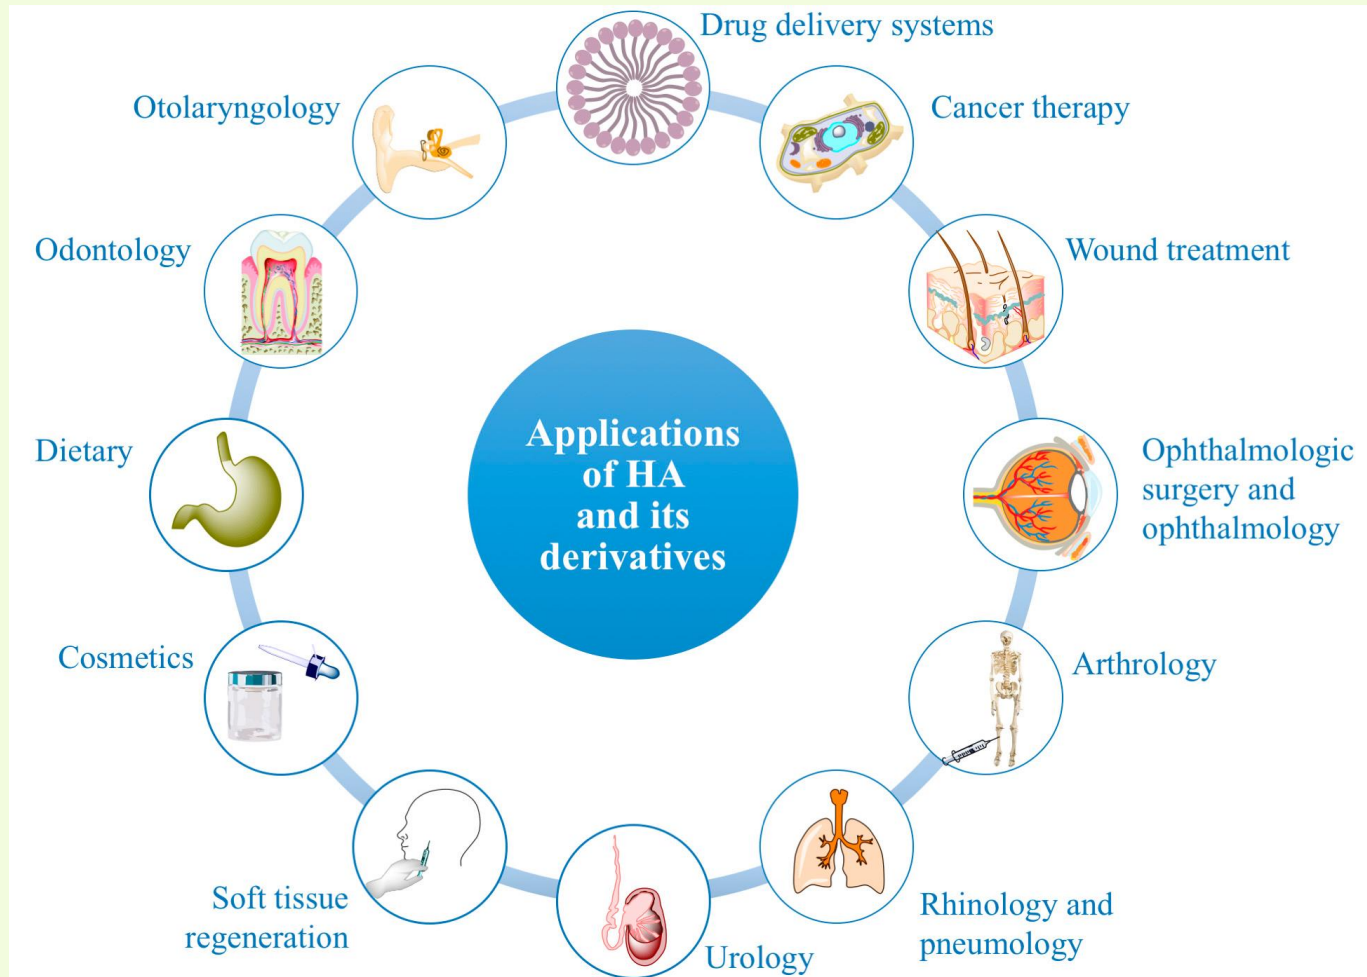 Drug delivery systems
Cancer therapy
Wound treatment
Ophthalmologic
surgery and
ophthalmology
Arthrology
Rhinology and
pneumology
Urology
Soft tissue
regeneration
Cosmetics
Dietary
Odontology
Otolaryngology
Applications
of HA
and its
derivatives